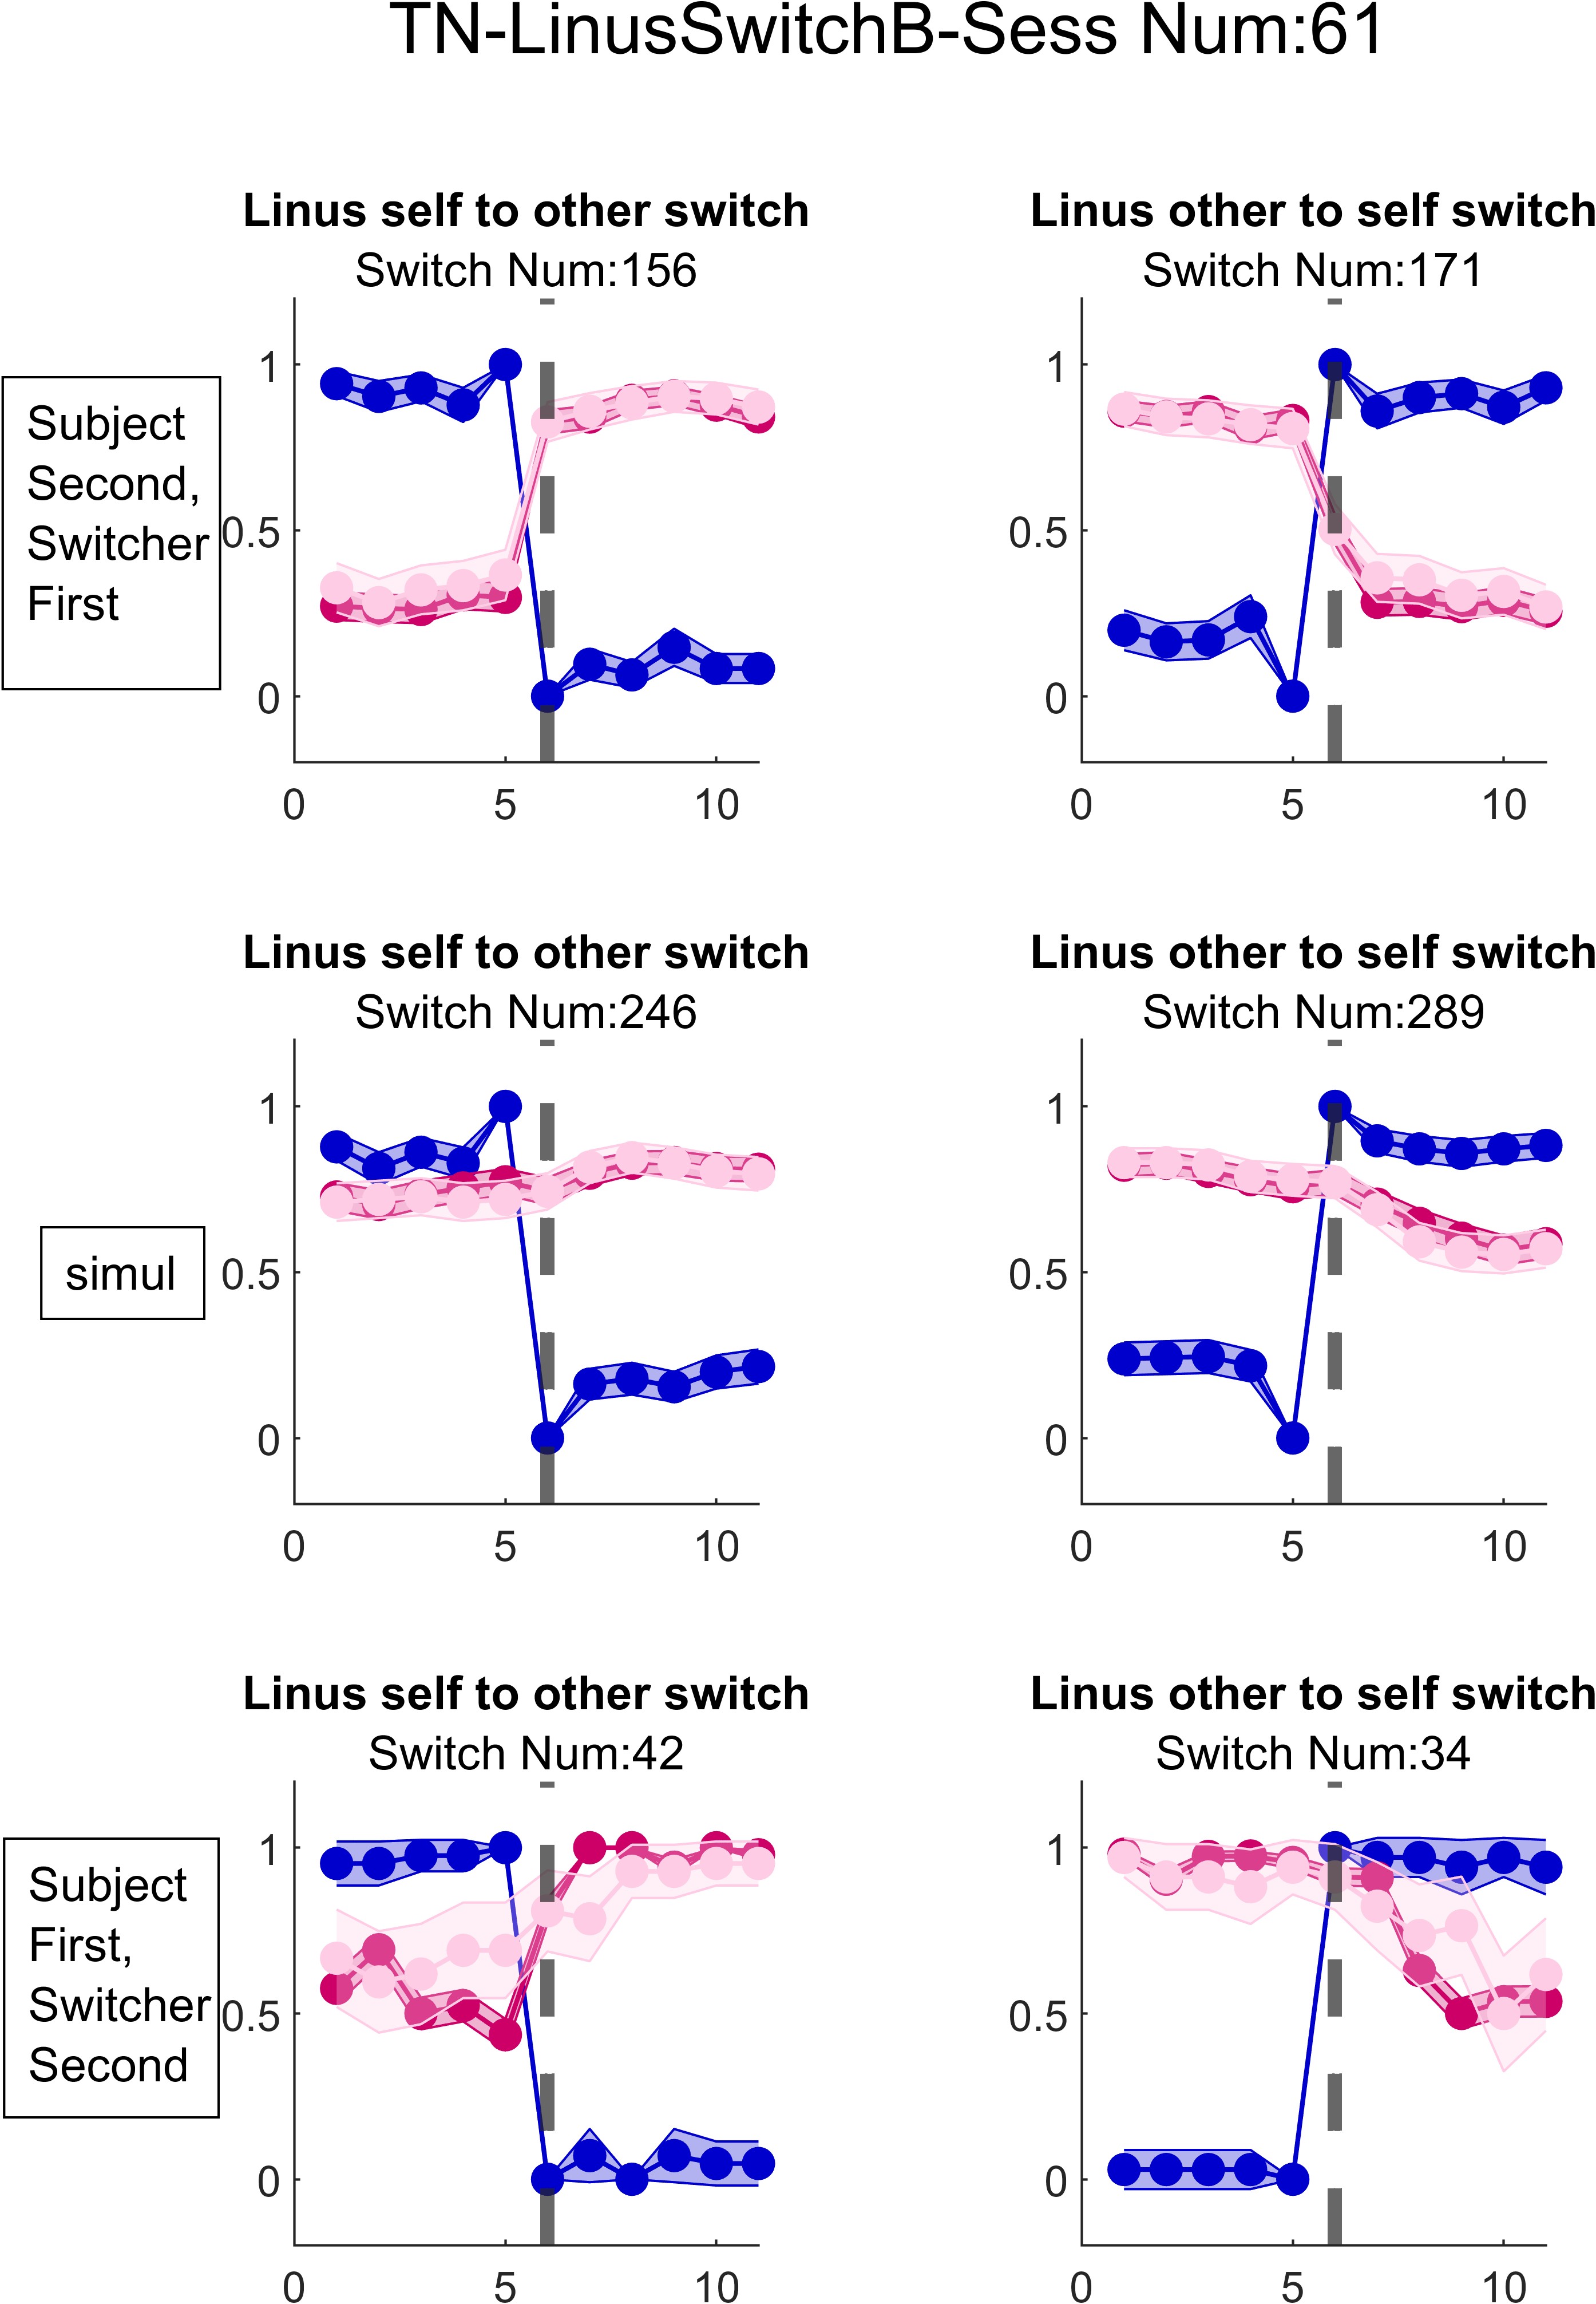 TN-LinusSwitchB-Sess Num:61
Linus self to other switch
Switch Num:156
Linus other to self switch
Switch Num:171
Subject
Second,
Switcher
First
1
0.5
0
0
5
10
1
0.5
0
0
5
10
Linus self to other switch
Switch Num:246
Linus other to self switch
Switch Num:289
simul
1
0.5
0
0
5
10
1
0.5
0
0
5
10
Linus self to other switch
Switch Num:42
Linus other to self switch
Switch Num:34
Subject
First,
Switcher
Second
1
0.5
0
0
5
10
1
0.5
0
0
5
10